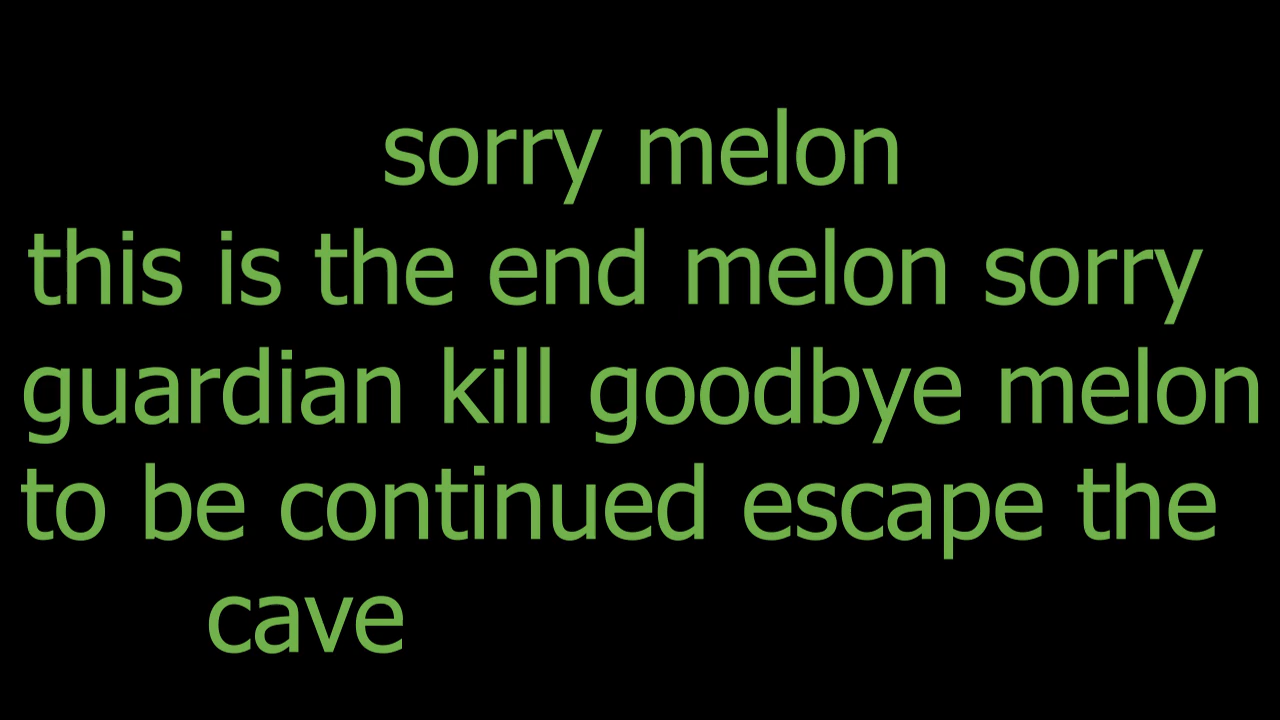 sorry melon
this is the end melon sorry
guardian kill goodbye melon
to be continued escape the
cave